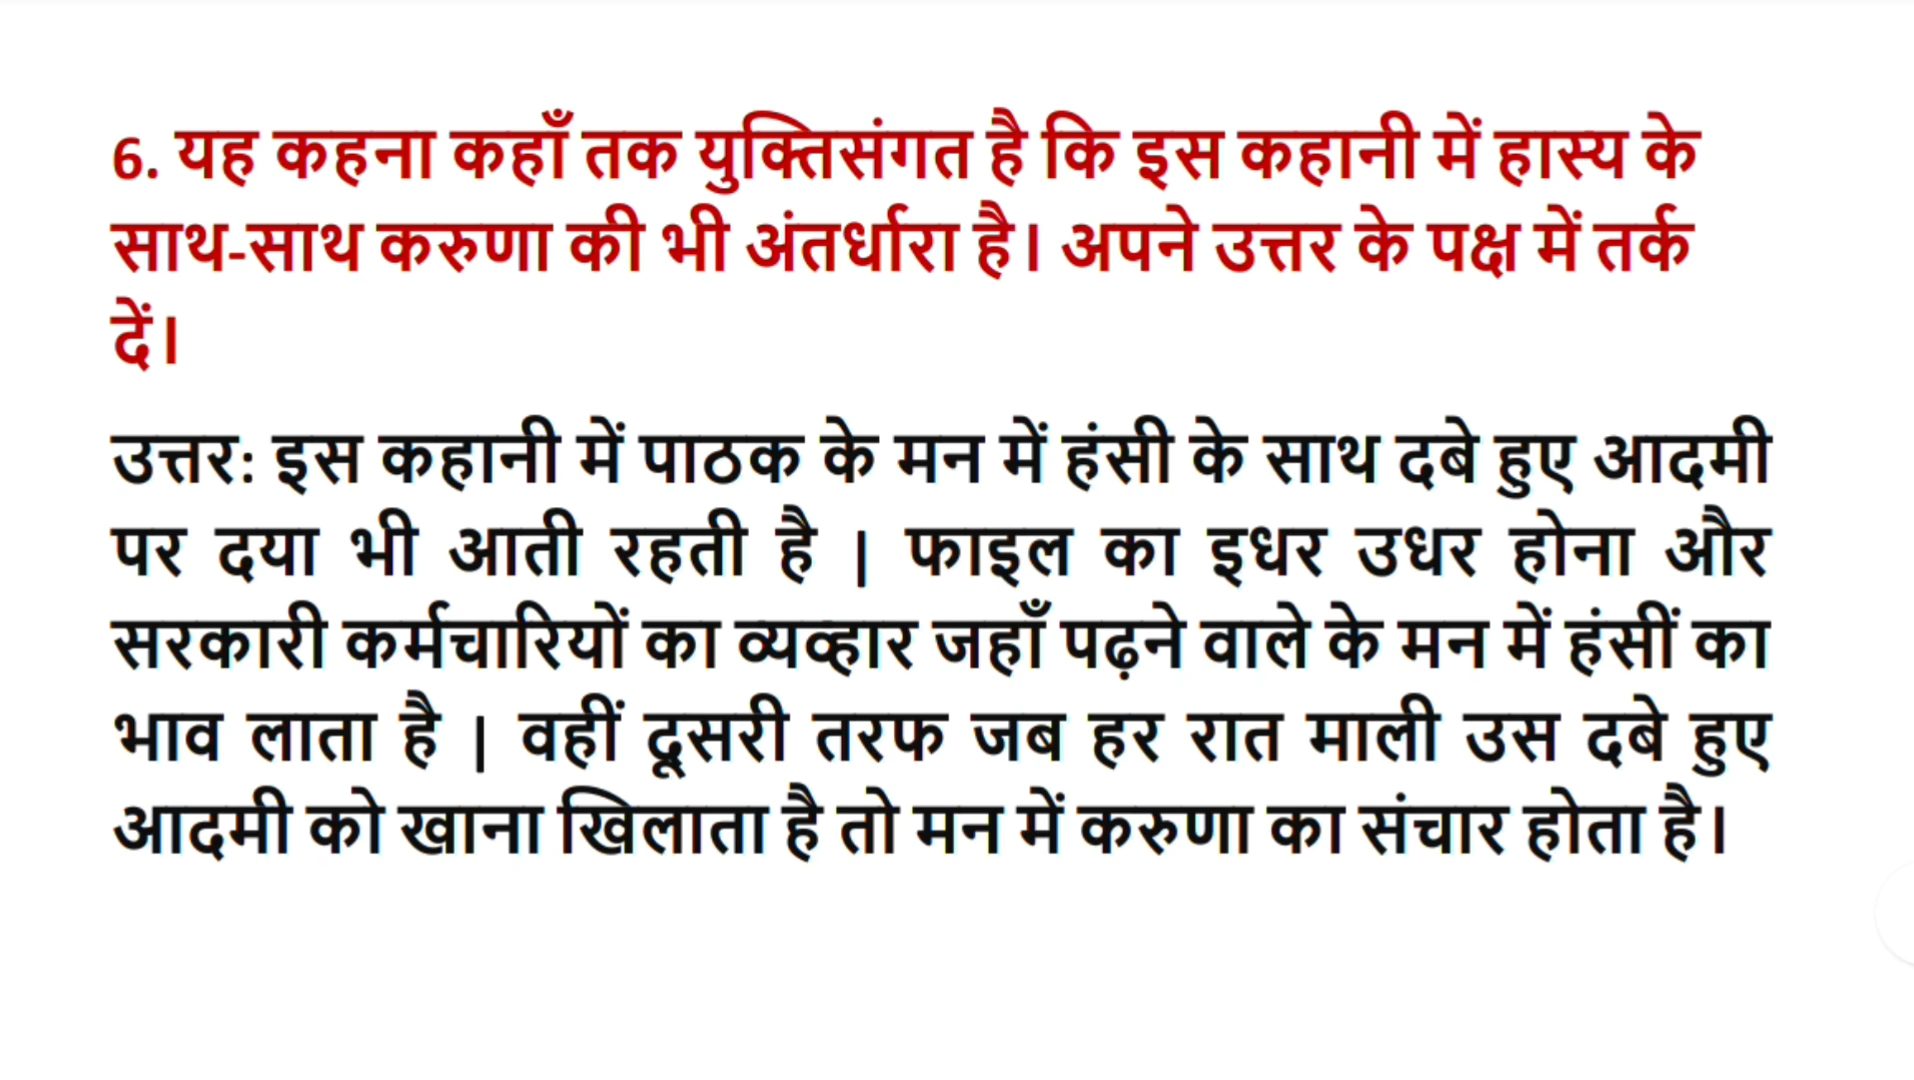 6. यह कहना कहाँ तक युक्तिसंगत है कि इस कहानी में हास्य के
साथ-साथ करुणा की भी अंतर्धारा है। अपने उत्तर के पक्ष में तर्क
दें।
उत्तर: इस कहानी में पाठक के मन में हंसी के साथ दबे हुए आदमी
पर दया भी आती रहती है | फाइल का इधर उधर होना और
सरकारी कर्मचारियों का व्यव्हार जहाँ पढ़ने वाले के मन में हंसीं का
भाव लाता है | वहीं दूसरी तरफ जब हर रात माली उस दबे हुए
आदमी को खाना खिलाता है तो मन में करुणा का संचार होता है।